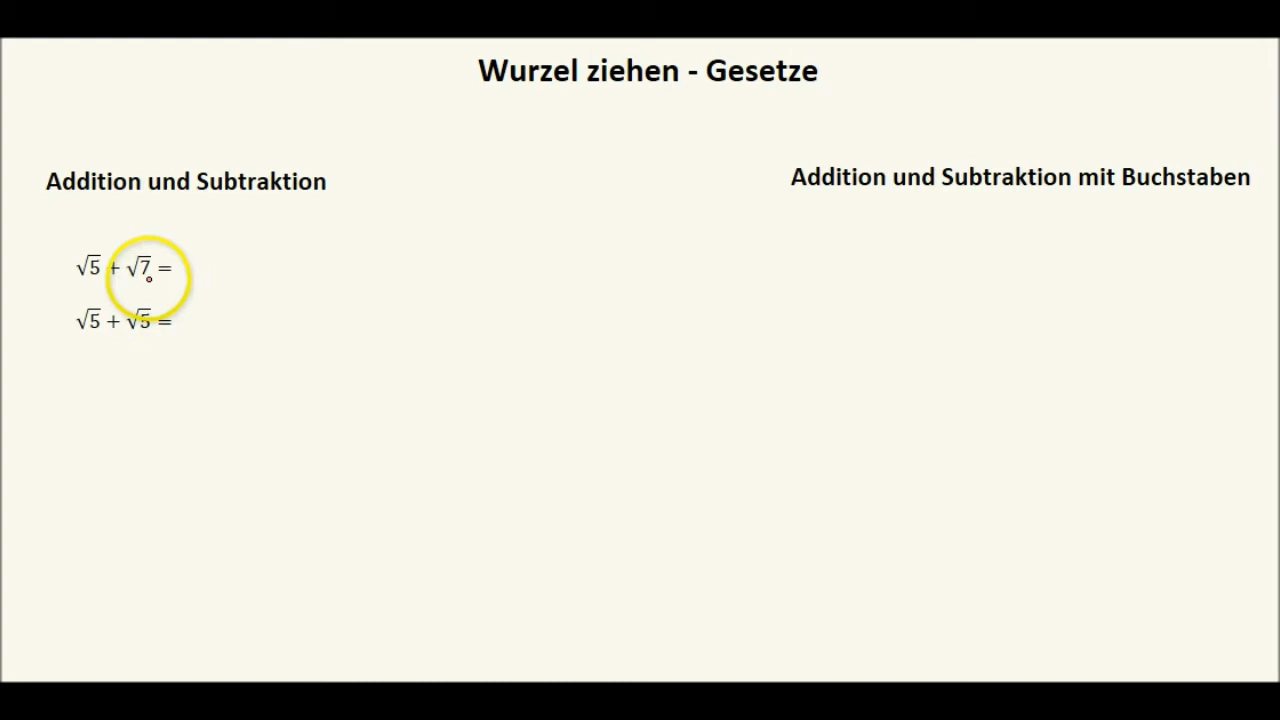 Wurzel ziehen - Gesetze
Addition und Subtraktion
Addition und Subtraktion mit Buchstaben
√5 + √7 =
√5 + √5 =